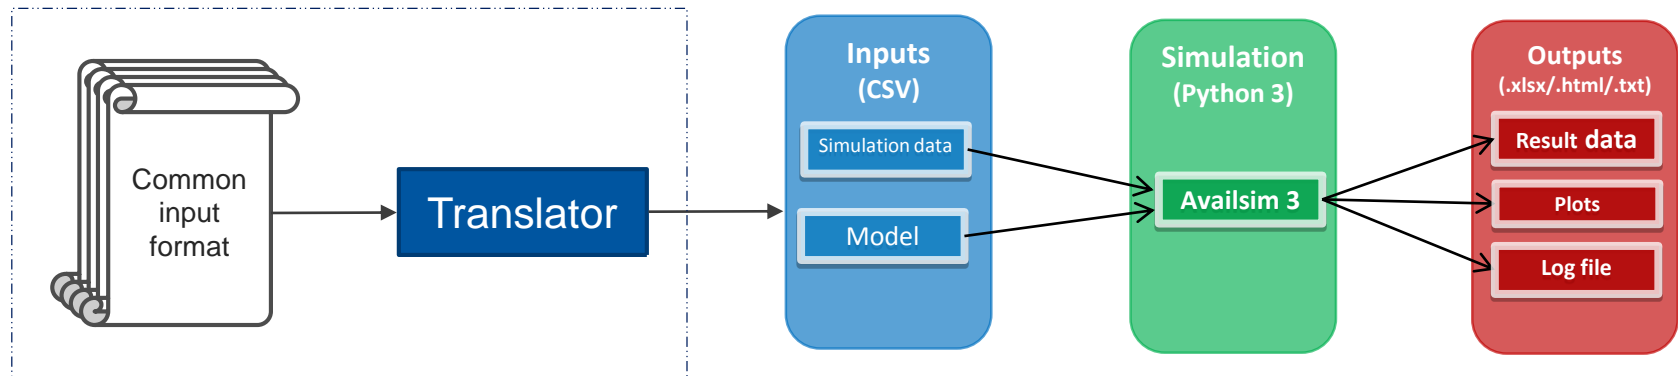 Common
input
format
Translator
Inputs
(CSV)
Simulation data
Model
Simulation
(Python 3)
Availsim 3
Outputs
(.xlsx/.html/.txt)
Result data
Plots
Log file